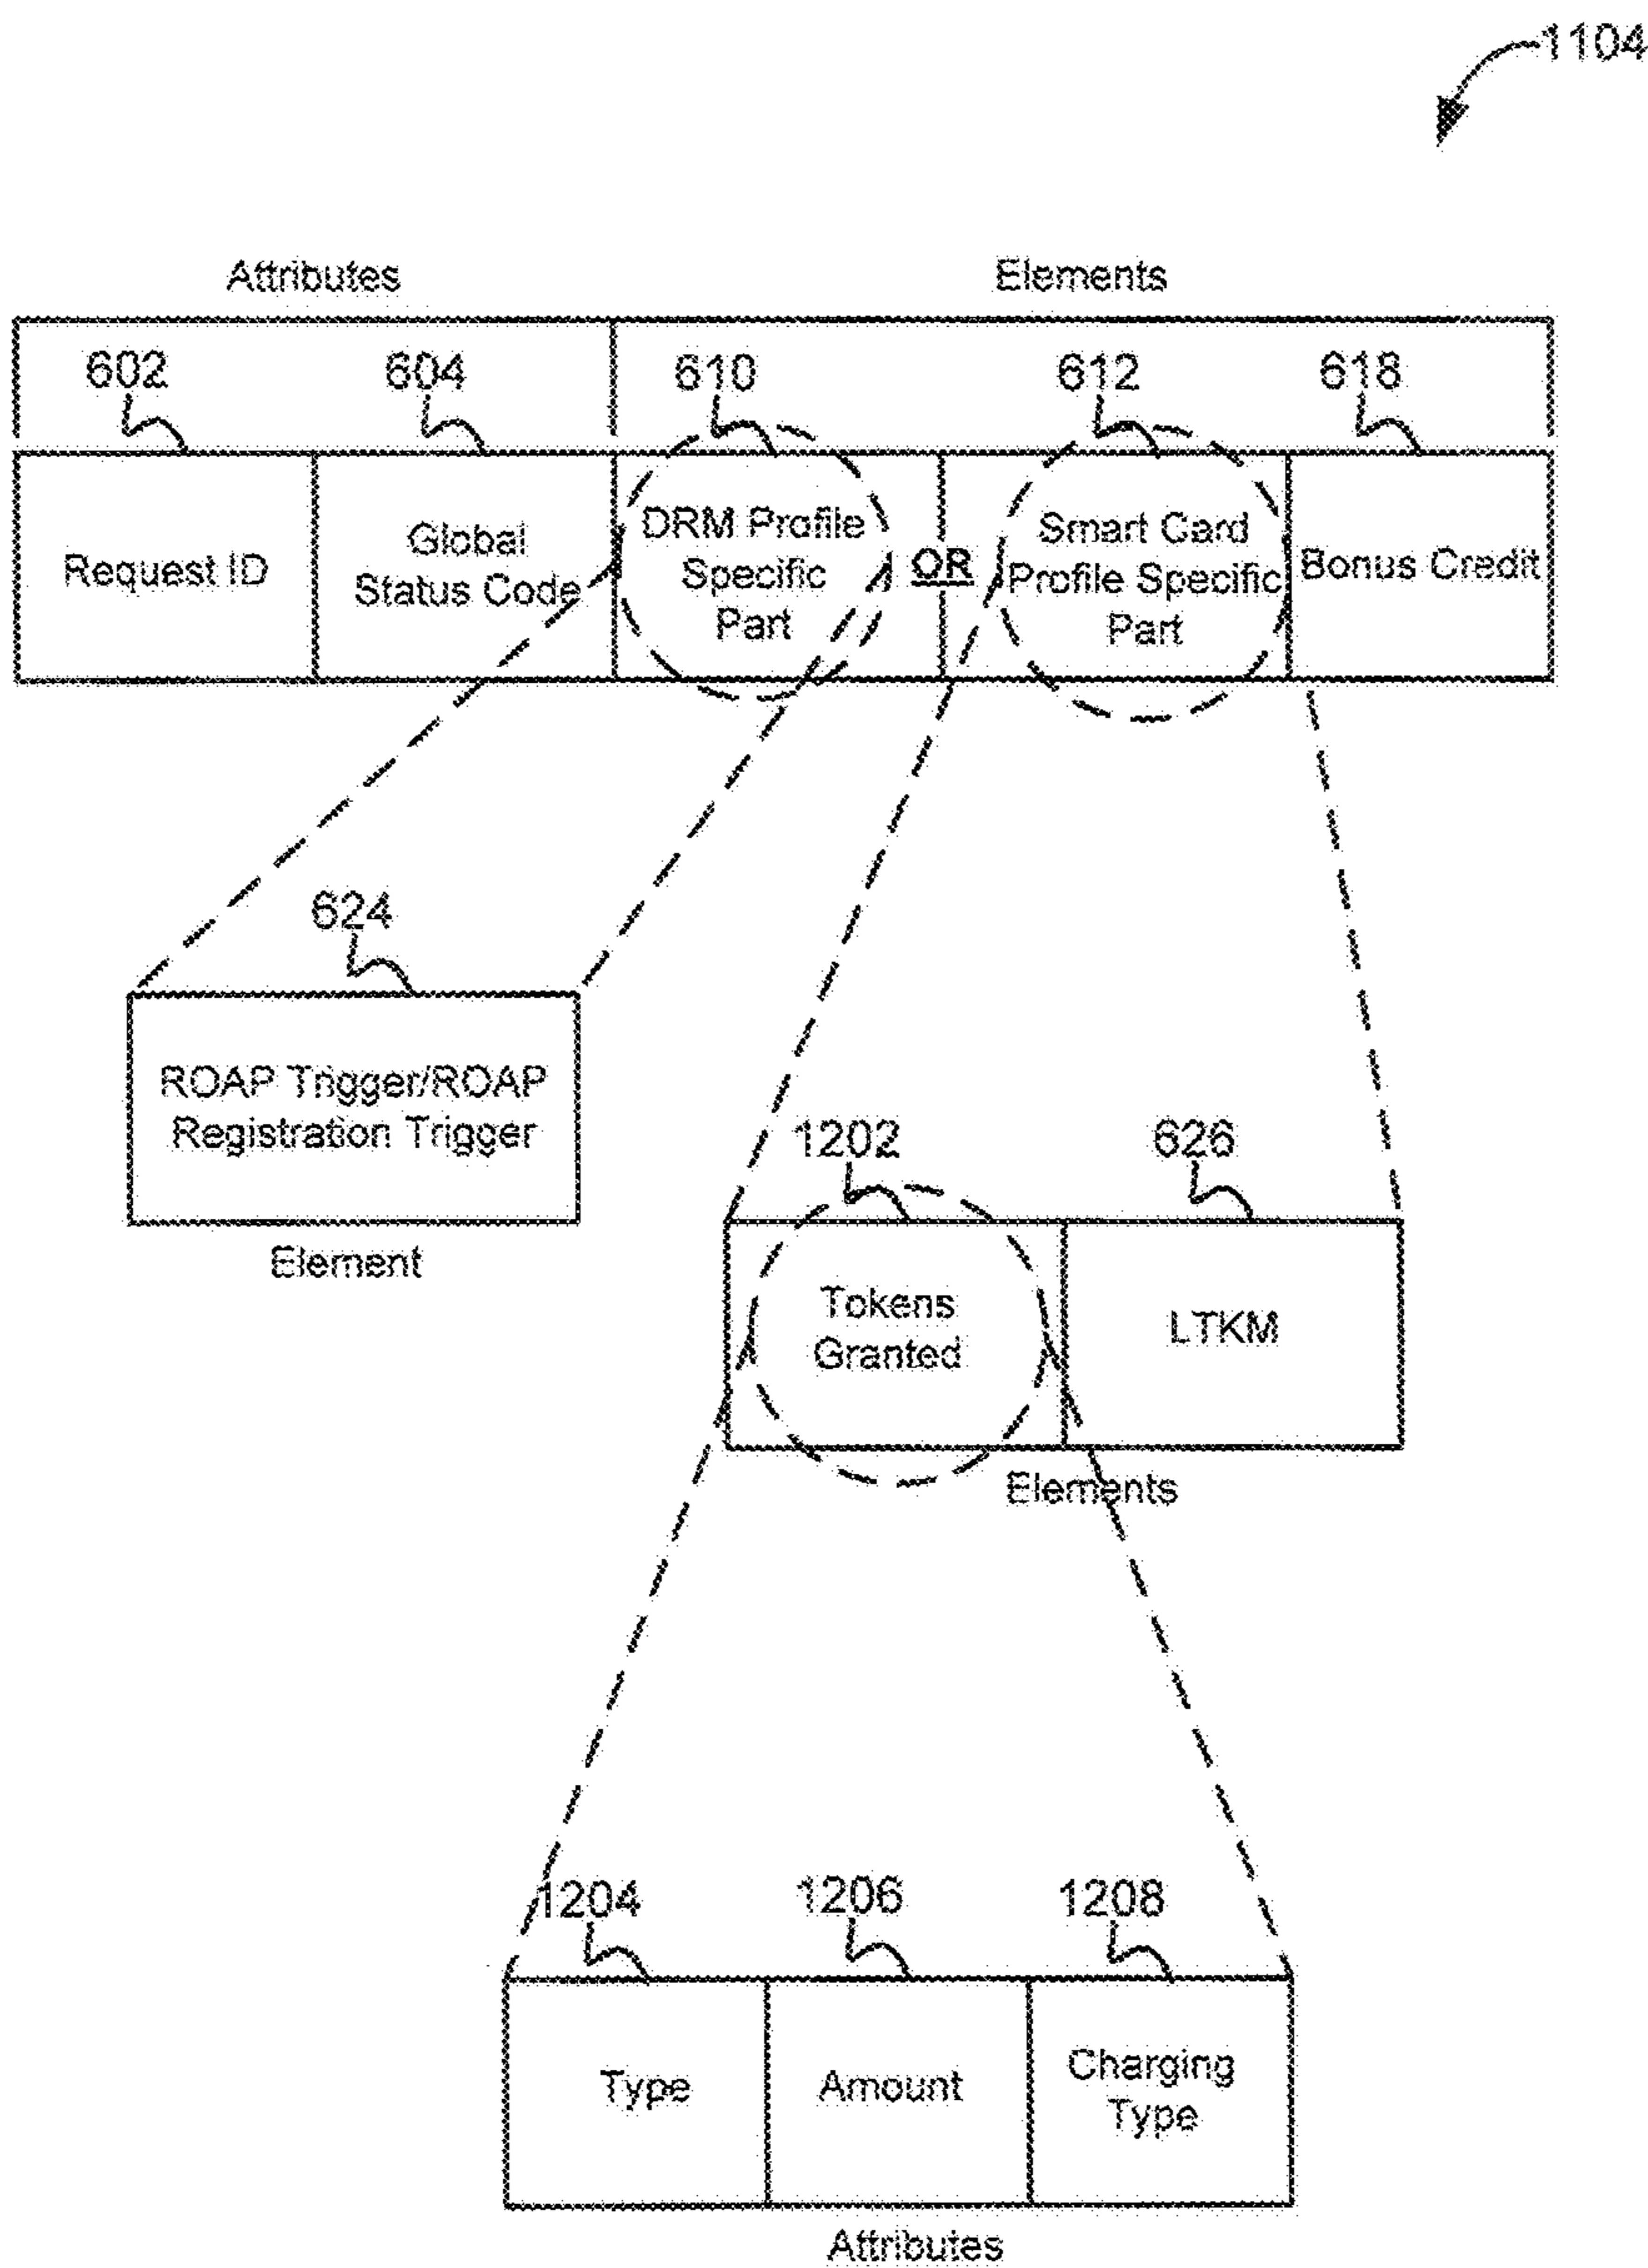 1104
Attributes
Elements
602
604
610
612
618
Request ID
Global
Status Code
DRM Profile
Specific
Part
OR
Smart Card
Profile Specific
Part
Bonus Credit
624
ROAP Trigger/ROAP
Registration Trigger
Element
1202
626
Tokens
Granted
LTKM
Elements
1204
1206
1208
Type
Amount
Charging
Type
Attributes